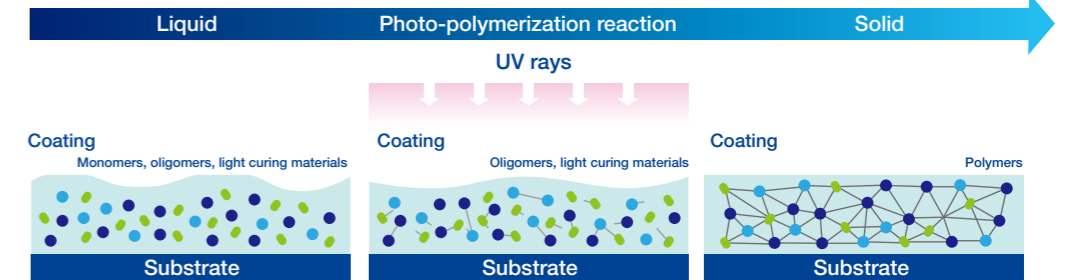 Liquid
Photo-polymerization reaction
Solid
UV rays
Coating
Monomers, oligomers, light curing materials
Substrate
Coating
Oligomers, light curing materials
Substrate
Coating
Polymers
Substrate